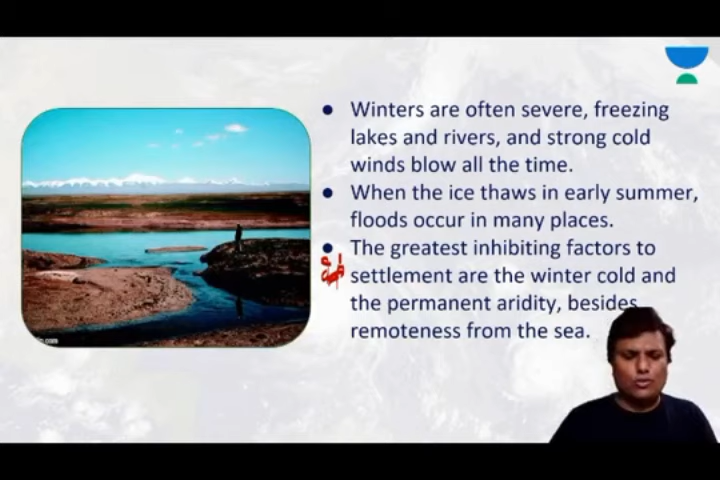 ● Winters are often severe, freezing
lakes and rivers, and strong cold
winds blow all the time.
● When the ice thaws in early summer,
floods occur in many places.
● The greatest inhibiting factors to
settlement are the winter cold and
the permanent aridity, besides
remoteness from the sea.